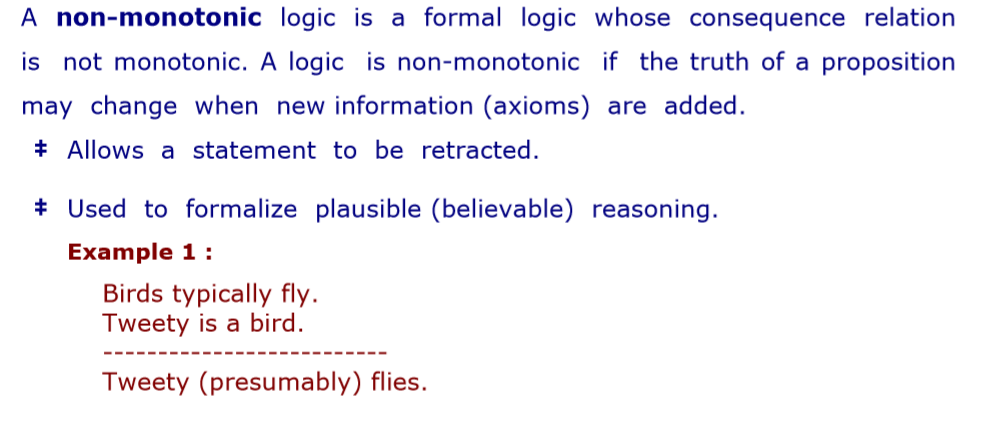 A non-monotonic logic is a formal logic whose consequence relation
is not monotonic. A logic is non-monotonic if the truth of a proposition
may change when new information (axioms) are added.
‡ Allows a statement to be retracted.
‡ Used to formalize plausible (believable) reasoning.
Example 1 :
Birds typically fly.
Tweety is a bird.
--------------------------
Tweety (presumably) flies.